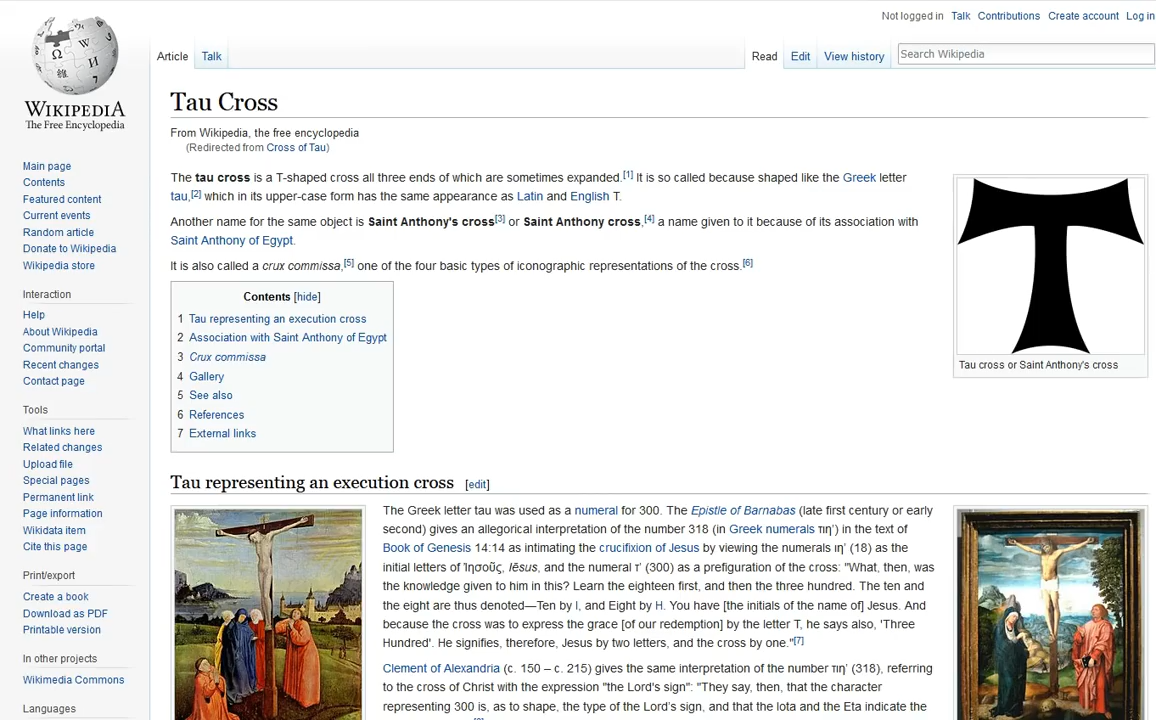 Not logged in Talk Contributions Create account Log in
Article Talk Read Edit View history Search Wikipedia
WIKIPEDIA
The Free Encyclopedia
Main page
Contents
Featured content
Current events
Random article
Donate to Wikipedia
Wikipedia store
Interaction
Help
About Wikipedia
Community portal
Recent changes
Contact page
Tools
What links here
Related changes
Upload file
Special pages
Permanent link
Page information
Wikidata item
Cite this page
Print/export
Create a book
Download as PDF
Printable version
In other projects
Wikimedia Commons
Languages
Tau Cross
From Wikipedia, the free encyclopedia
(Redirected from Cross of Tau)
The tau cross is a T-shaped cross all three ends of which are sometimes expanded.[1] It is so called because shaped like the Greek letter
tau,[2] which in its upper-case form has the same appearance as Latin and English T.
Another name for the same object is Saint Anthony's cross[3] or Saint Anthony cross,[4] a name given to it because of its association with
Saint Anthony of Egypt.
It is also called a crux commissa,[5] one of the four basic types of iconographic representations of the cross.[6]
Tau cross or Saint Anthony's cross
Contents [hide]
1 Tau representing an execution cross
2 Association with Saint Anthony of Egypt
3 Crux commissa
4 Gallery
5 See also
6 References
7 External links
Tau representing an execution cross [edit]
The Greek letter tau was used as a numeral for 300. The Epistle of Barnabas (late first century or early
second) gives an allegorical interpretation of the number 318 (in Greek numerals τιη’) in the text of
Book of Genesis 14:14 as intimating the crucifixion of Jesus by viewing the numerals ιη’ (18) as the
initial letters of Ἰησοῦς, Iēsus, and the numeral τ’ (300) as a prefiguration of the cross: "What, then, was
the knowledge given to him in this? Learn the eighteen first, and then the three hundred. The ten and
the eight are thus denoted—Ten by Ι, and Eight by Η. You have [the initials of the name of] Jesus. And
because the cross was to express the grace [of our redemption] by the letter Τ, he says also, 'Three
Hundred'. He signifies, therefore, Jesus by two letters, and the cross by one."[7]
Clement of Alexandria (c. 150 – c. 215) gives the same interpretation of the number τιη’ (318), referring
to the cross of Christ with the expression "the Lord's sign": "They say, then, that the character
representing 300 is, as to shape, the type of the Lord’s sign, and that the Iota and the Eta indicate the